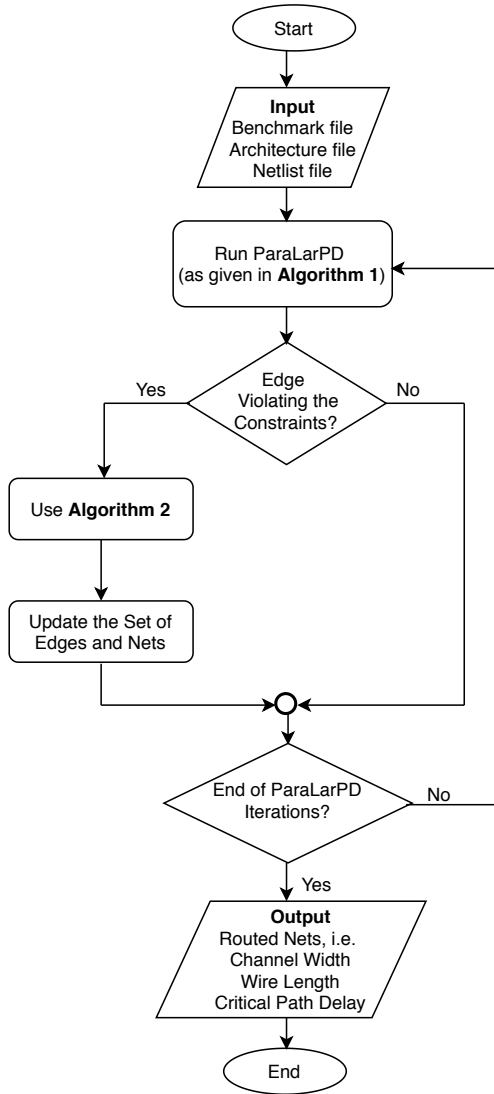 Start
Input
Benchmark file
Architecture file
Netlist file
Run ParaLarPD
(as given in Algorithm 1)
Yes
Edge
Violating the
Constraints?
No
Use Algorithm 2
Update the Set of
Edges and Nets
End of ParaLarPD
Iterations?
No
Yes
Output
Routed Nets, i.e.
Channel Width
Wire Length
Critical Path Delay
End